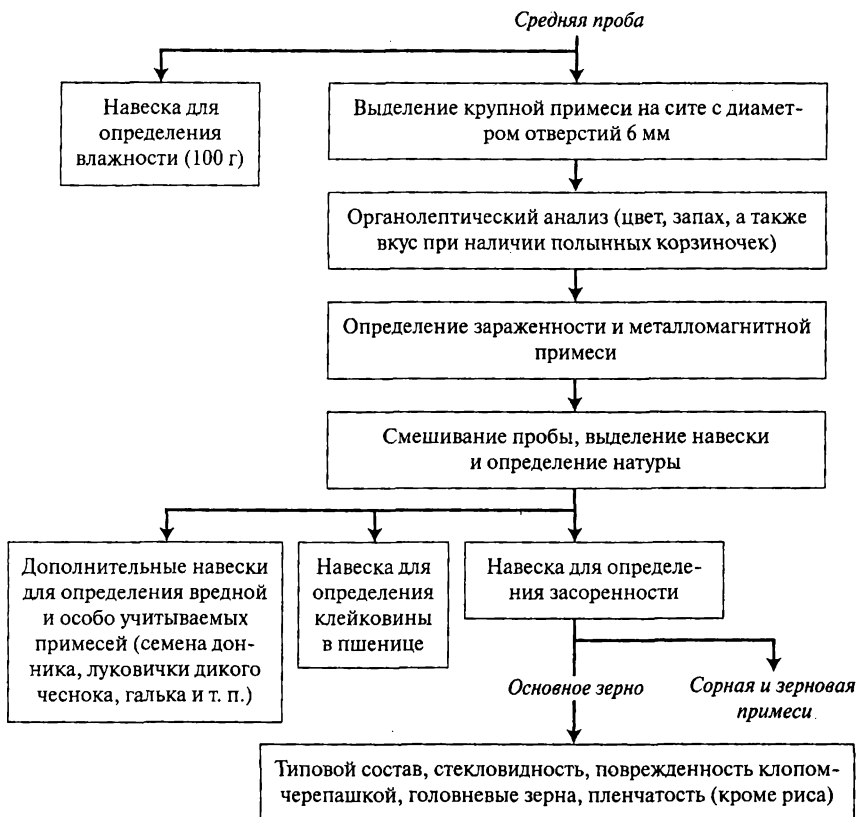 Средняя проба
Навеска для
определения
влажности (100 г)
Выделение крупной примеси на сите с диамет-
ром отверстий 6 мм
Органолептический анализ (цвет, запах, а также
вкус при наличии полынных корзиночек)
Определение зараженности и металломагнитной
примеси
Смешивание пробы, выделение навески
и определение натуры
Дополнительные навески
для определения вредной
и особо учитываемых
примесей (семена дон-
ника, луковички дикого
чеснока, галька и т. п.)
Навеска для
определения
клейковины
в пшенице
Навеска для определе-
ния засоренности
Основное зерно
Сорная и зерновая
примеси
Типовой состав, стекловидность, поврежденность клопом-
черепашкой, головневые зерна, пленчатость (кроме риса)